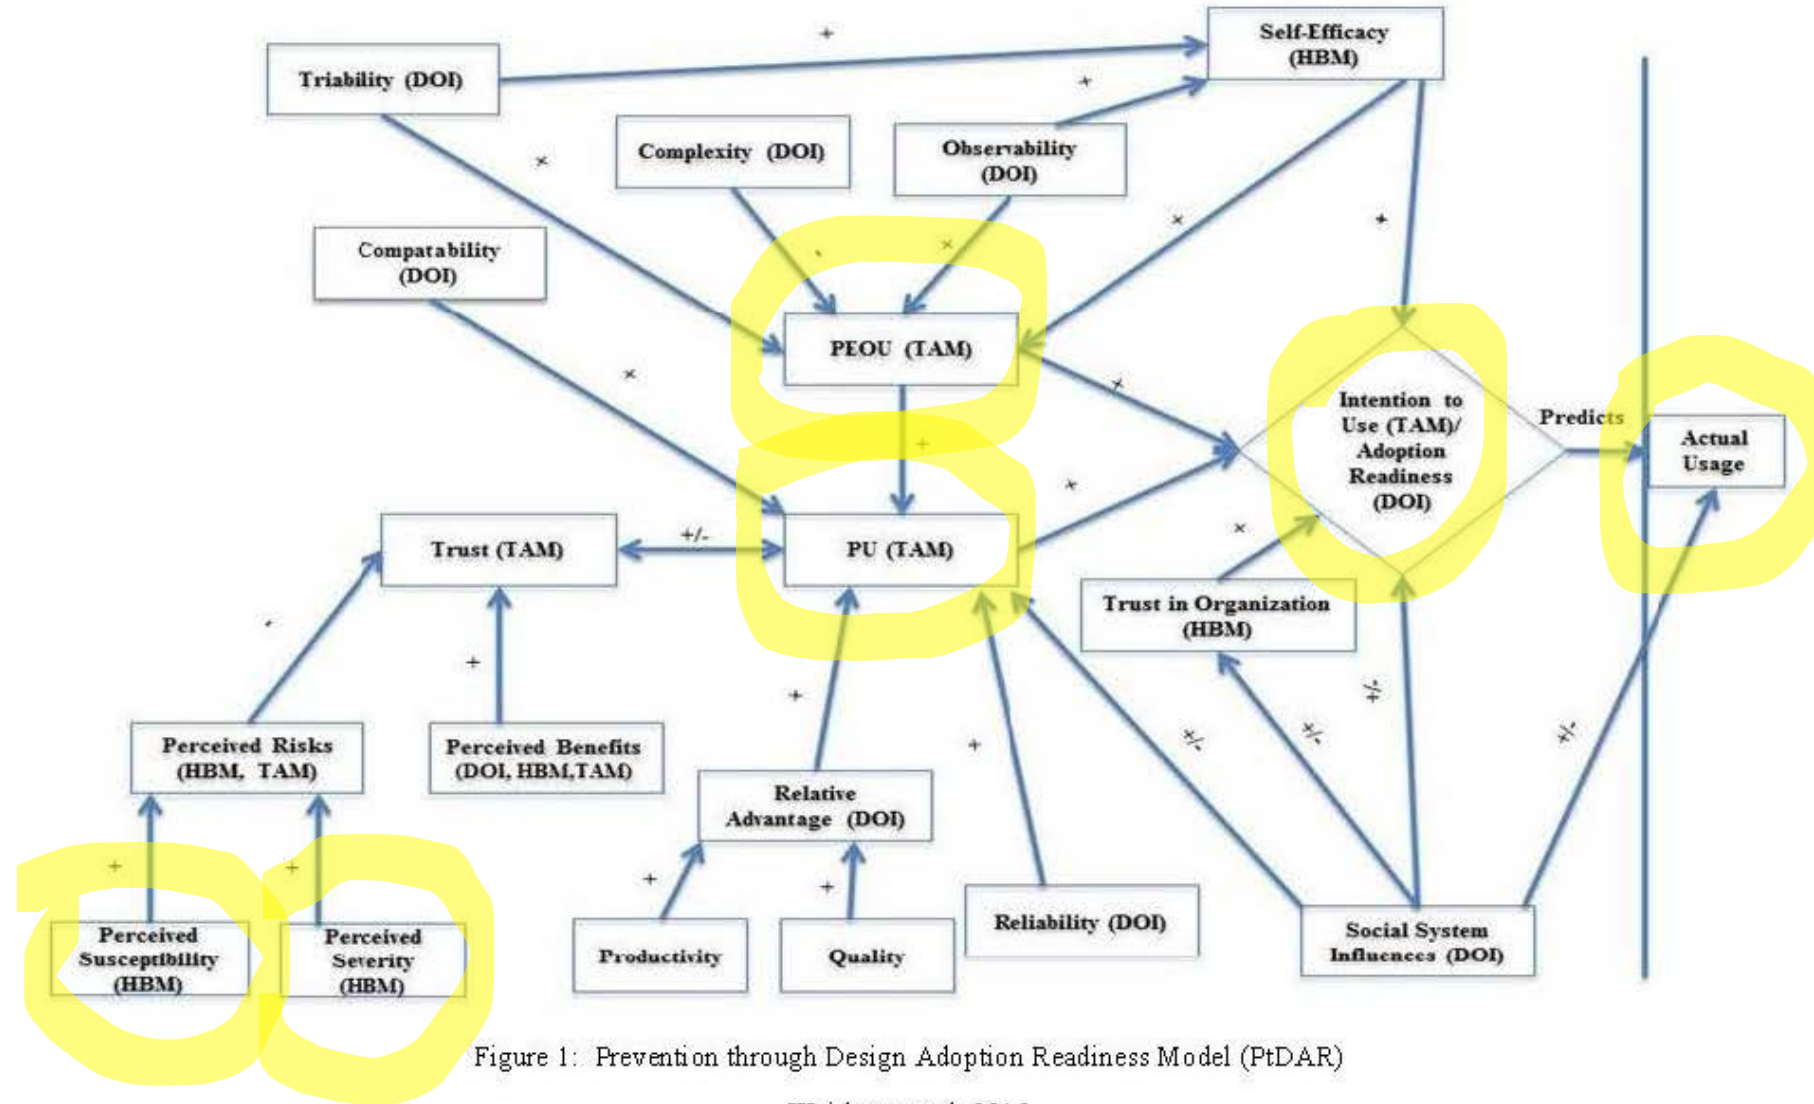 Self-Efficacy
(HBM)
Triability (DOI)
+
+
Complexity (DOI)
Observability
(DOI)
+
+
+
Compatability
(DOI)
-
+
+
PEOU (TAM)
+
+
Intention to
Use (TAM)/
Adoption
Readiness
(DOI)
Predicts
Actual
Usage
+
+
Trust (TAM)
+/-
PU (TAM)
+
Trust in Organization
(HBM)
-
+
+
+/-
+/-
+/-
+/-
Perceived Risks
(HBM, TAM)
Perceived Benefits
(DOI, HBM,TAM)
+
Relative
Advantage (DOI)
+
+
+
+
Perceived
Susceptibility
(HBM)
Perceived
Severity
(HBM)
Productivity
Quality
Reliability (DOI)
Social System
Influences (DOI)
Figure 1: Prevention through Design Adoption Readiness Model (PtDAR)